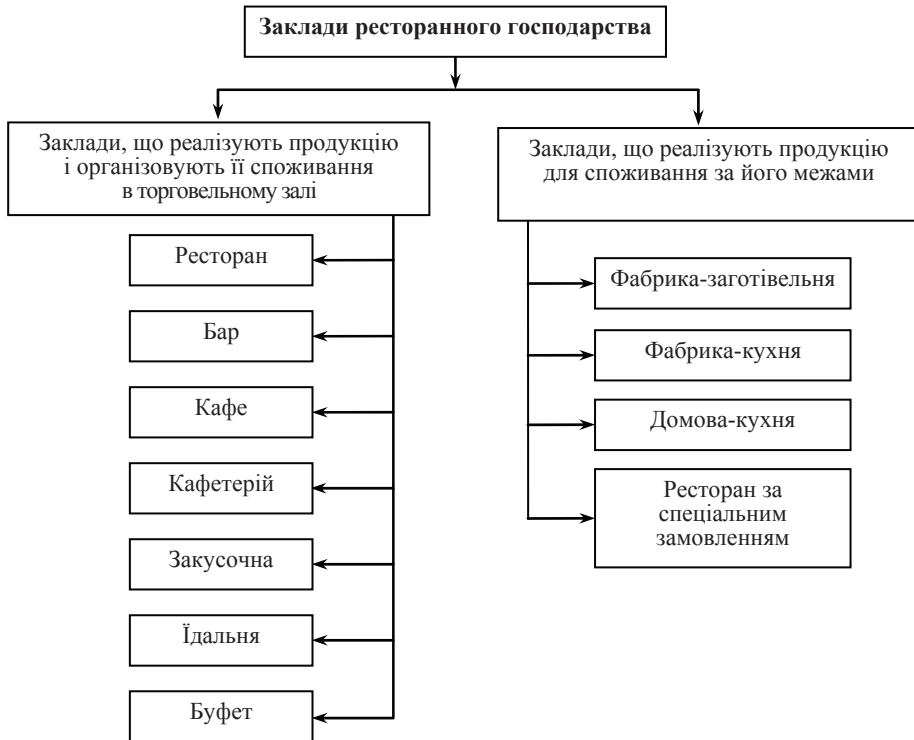 Заклади ресторанного господарства
Заклади, що реалізують продукцію
і організовують її споживання
в торговельному залі
Ресторан
Бар
Кафе
Кафетерій
Закусочна
Їдальня
Буфет
Заклади, що реалізують продукцію
для споживання за його межами
Фабрика-заготівельня
Фабрика-кухня
Домова-кухня
Ресторан за
спеціальним
замовленням